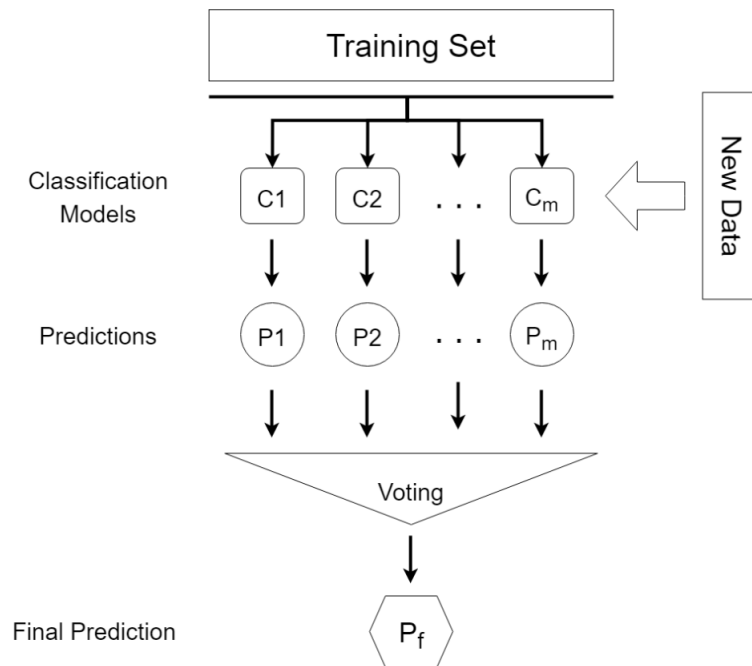 Training Set
New Data
Classification
Models
C1 C2 . . . Cm
Predictions
P1 P2 . . . Pm
Voting
Final Prediction
Pf